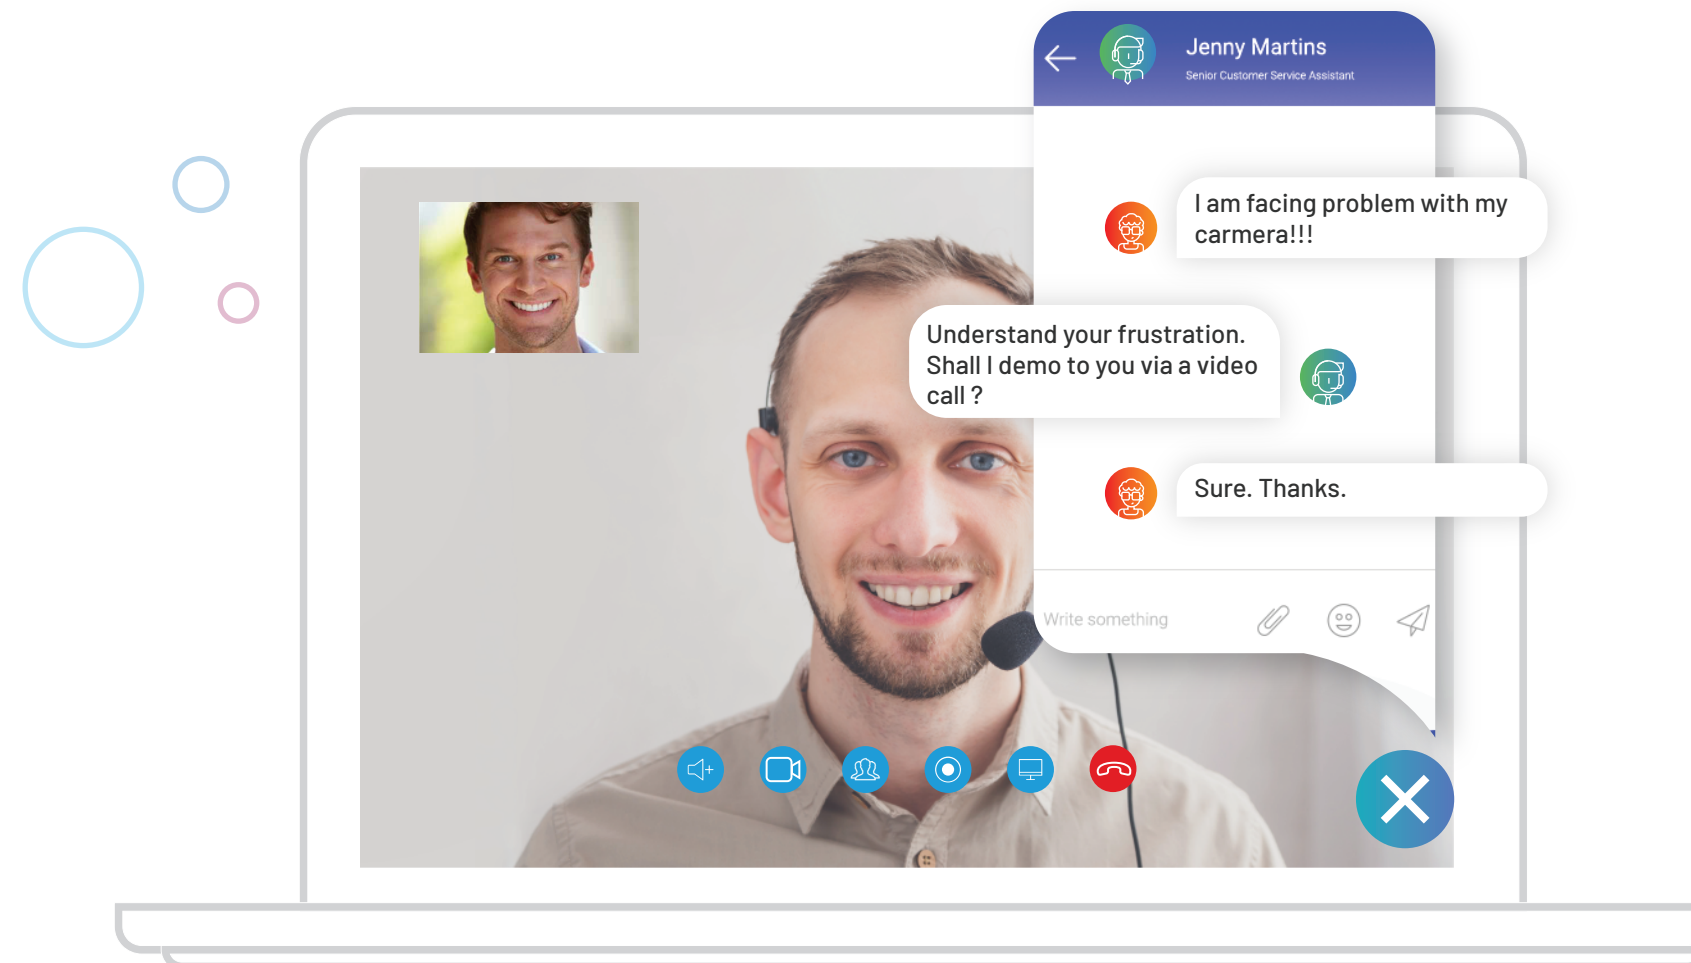 Jenny Martins
Senior Customer Service Assistant
I am facing problem with my
carmera!!!
Understand your frustration.
Shall I demo to you via a video
call ?
Sure. Thanks.
Write something